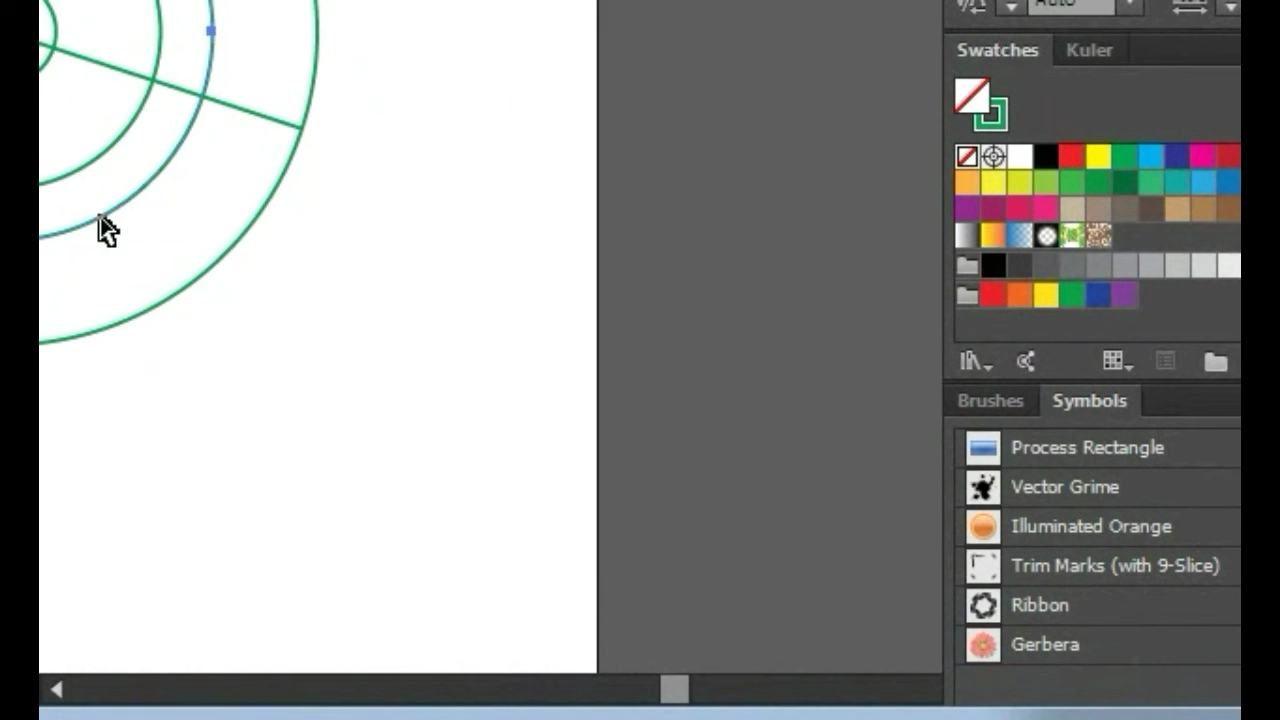 Auto
Swatches Kuler
Brushes Symbols
Process Rectangle
Vector Grime
Illuminated Orange
Trim Marks (with 9-Slice)
Ribbon
Gerbera